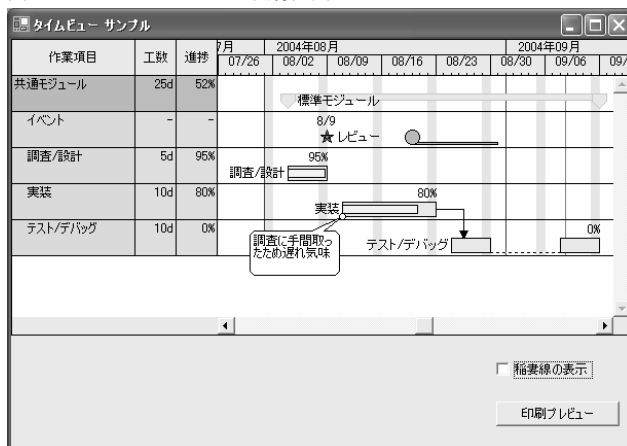 タイムビュー サンプル
作業項目 工数 進捗 7月 2004年08月 2004年09月
07/26 08/02 08/09 08/16 08/23 08/30 09/06 09/
共通モジュール 25d 52%
標準モジュール
イベント - - 8/9
レビュー
調査/設計 5d 95% 95%
調査/設計
実装 10d 80% 80%
実装
テスト/デバッグ 10d 0% 0%
調査に手間取っ
たため遅れ気味
テスト/デバッグ
稲妻線の表示
印刷プレビュー